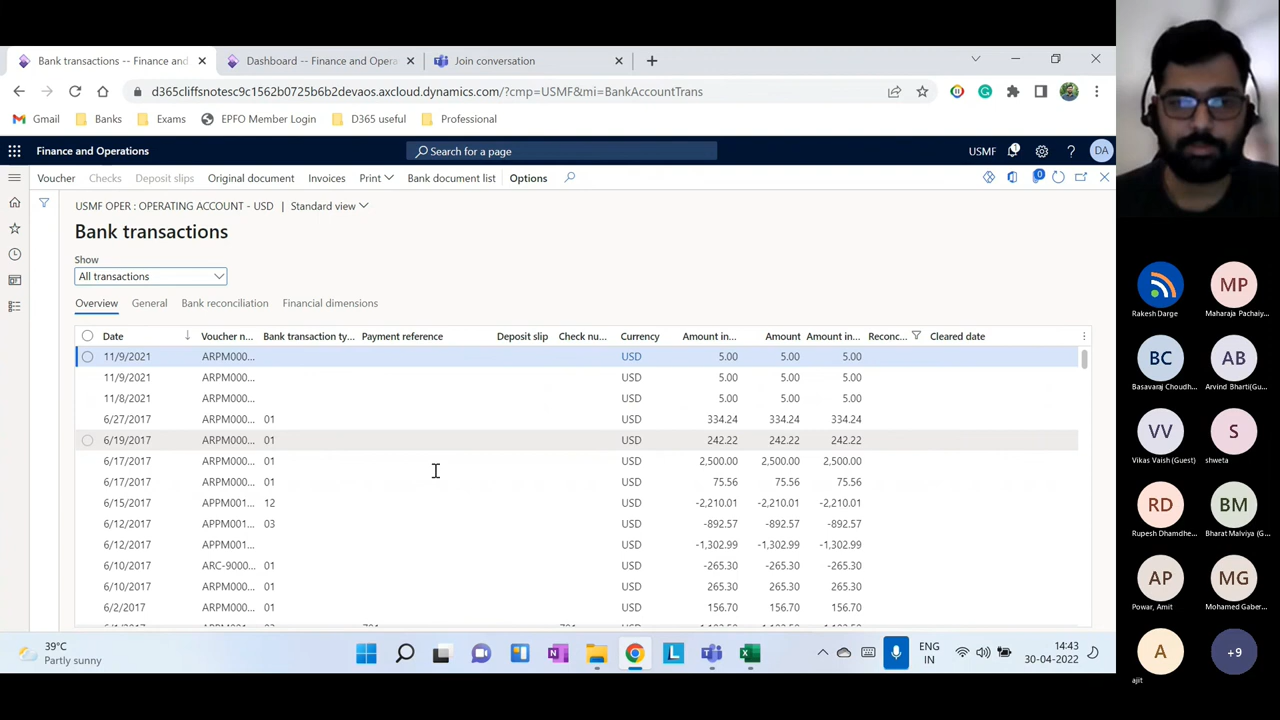 Bank transactions -- Finance and
Dashboard -- Finance and Opera
Join conversation
d365cliffsnotesc9c1562b0725b6b2devaos.axcloud.dynamics.com/?cmp=USMF&mi=BankAccountTrans
Gmail Banks Exams EPFO Member Login D365 useful Professional
Finance and Operations Search for a page USMF 1 ? DA
Voucher Checks Deposit slips Original document Invoices Print Bank document list Options 0
USMF OPER : OPERATING ACCOUNT - USD | Standard view
Bank transactions
Show
All transactions
Overview General Bank reconciliation Financial dimensions
Date Voucher n... Bank transaction ty... Payment reference Deposit slip Check nu... Currency Amount in... Amount Amount in... Reconc... Cleared date
11/9/2021 ARPM000... USD 5.00 5.00 5.00
11/9/2021 ARPM000... USD 5.00 5.00 5.00
11/8/2021 ARPM000... USD 5.00 5.00 5.00
6/27/2017 ARPM000... 01 USD 334.24 334.24 334.24
6/19/2017 ARPM000... 01 USD 242.22 242.22 242.22
6/17/2017 ARPM000... 01 USD 2,500.00 2,500.00 2,500.00
6/17/2017 ARPM000... 01 USD 75.56 75.56 75.56
6/15/2017 APPM001... 12 USD -2,210.01 -2,210.01 -2,210.01
6/12/2017 APPM001... 03 USD -892.57 -892.57 -892.57
6/12/2017 APPM001... USD -1,302.99 -1,302.99 -1,302.99
6/10/2017 ARC-9000... 01 USD -265.30 -265.30 -265.30
6/10/2017 ARPM000... 01 USD 265.30 265.30 265.30
6/2/2017 ARPM000... 01 USD 156.70 156.70 156.70
39°C
Partly sunny
ENG
IN
14:43
30-04-2022
Rakesh Darge
MP
Maharaja Pachaiy...
BC
Basavaraj Choudh...
AB
Arvind Bharti(Gu...
VV
Vikas Vaish (Guest)
S
shweta
RD
Rupesh Dhamdhe...
BM
Bharat Malviya (G...
AP
Powar, Amit
MG
Mohamed Gaber...
A
ajit
+9